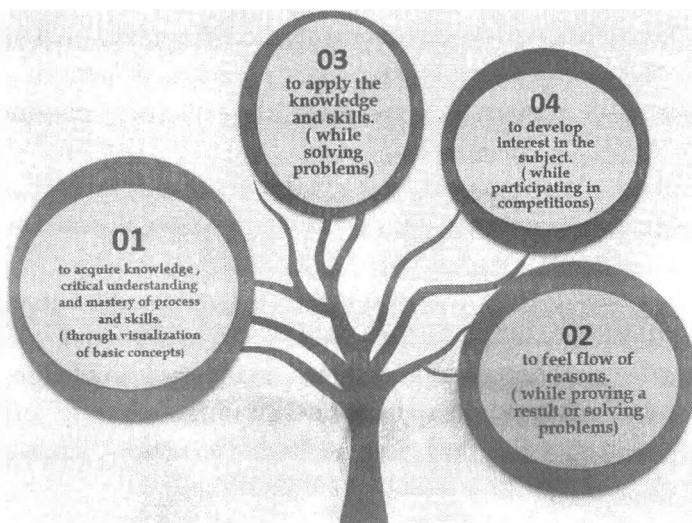 01
to acquire knowledge,
critical understanding
and mastery of process
and skills.
(through visualization
of basic concepts)
02
to feel flow of
reasons.
( while proving a
result or solving
problems)
03
to apply the
knowledge
and skills.
( while
solving
problems)
04
to develop
interest in the
subject.
( while
participating in
competitions)